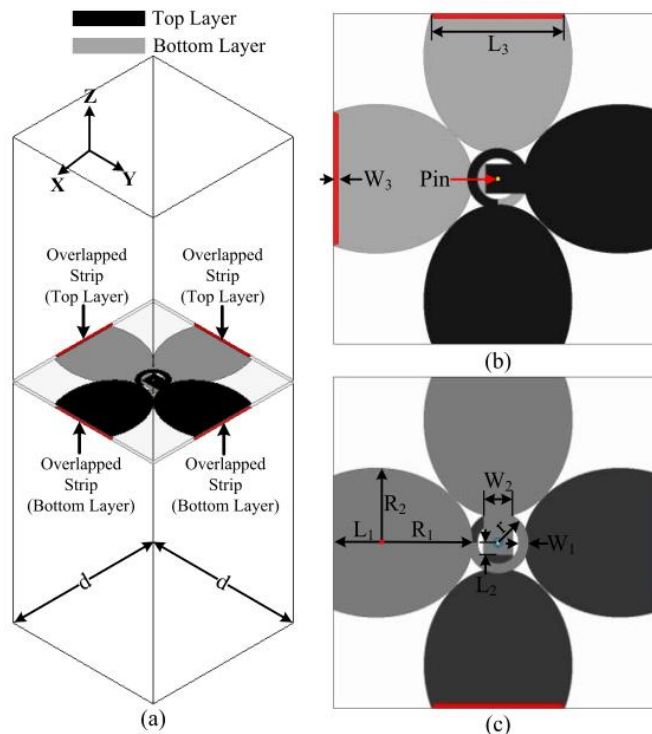 Top Layer
Bottom Layer
Z
X
Y
Overlapped
Strip
(Top Layer)
Overlapped
Strip
(Top Layer)
Overlapped
Strip
(Bottom Layer)
Overlapped
Strip
(Bottom Layer)
d
d
(a)
L3
W3
Pin
(b)
W2
R2
L1
R1
r
W1
L2
(c)